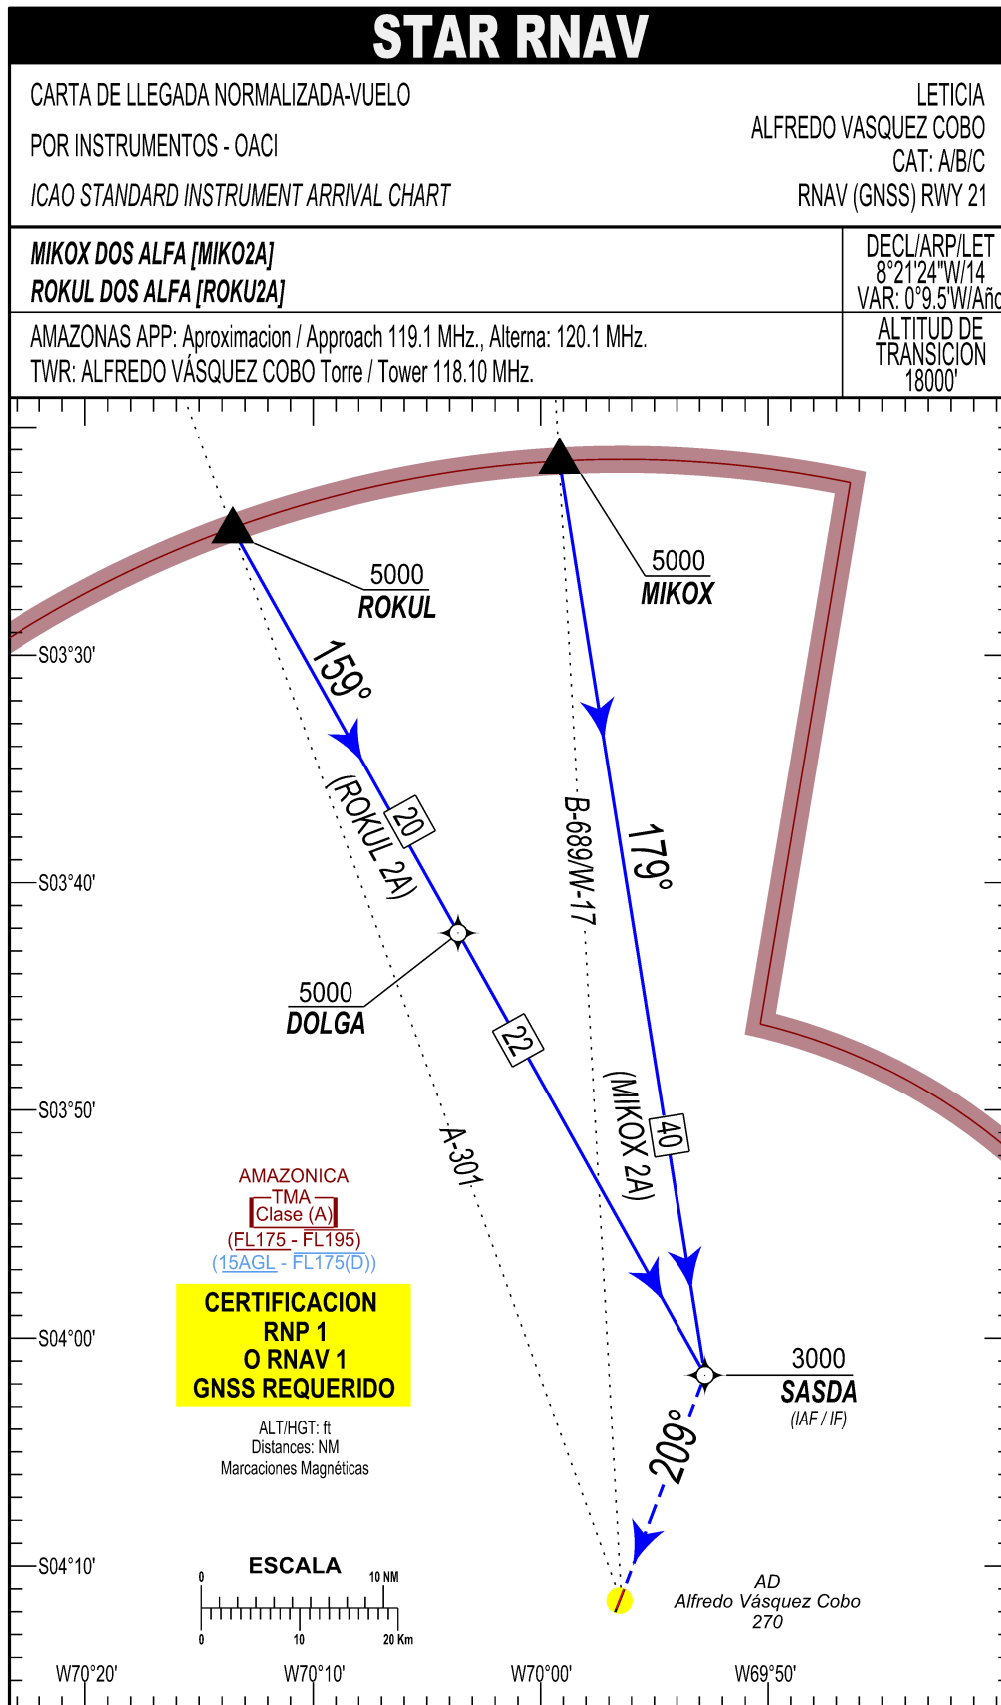 STAR RNAV
CARTA DE LLEGADA NORMALIZADA-VUELO
POR INSTRUMENTOS - OACI
ICAO STANDARD INSTRUMENT ARRIVAL CHART
LETICIA
ALFREDO VASQUEZ COBO
CAT: A/B/C
RNAV (GNSS) RWY 21
MIKOX DOS ALFA [MIKO2A]
ROKUL DOS ALFA [ROKU2A]
DECL/ARP/LET
8°21'24"W/14
VAR: 0°9.5'W/Año
AMAZONAS APP: Aproximacion / Approach 119.1 MHz., Alterna: 120.1 MHz.
TWR: ALFREDO VÁSQUEZ COBO Torre / Tower 118.10 MHz.
ALTITUD DE
TRANSICION
18000'
5000
ROKUL
5000
MIKOX
S03°30'
159°
(ROKUL 2A)
20
B-689/W-17
179°
S03°40'
5000
DOLGA
22
(MIKOX 2A)
40
S03°50'
A-301
AMAZONICA
TMA
Clase (A)
(FL175 - FL195)
(15AGL - FL175(D))
CERTIFICACION
RNP 1
O RNAV 1
GNSS REQUERIDO
S04°00'
3000
SASDA
(IAF / IF)
209°
ALT/HGT: ft
Distances: NM
Marcaciones Magnéticas
S04°10'
ESCALA
0 10 NM
0 10 20 Km
AD
Alfredo Vásquez Cobo
270
W70°20' W70°10' W70°00' W69°50'